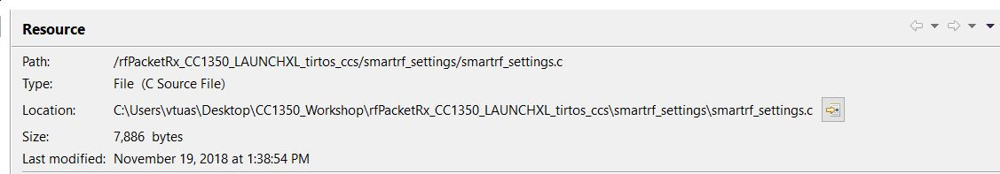 Resource
Path: /rfPacketRx_CC1350_LAUNCHXL_tirtos_ccs/smartrf_settings/smartrf_settings.c
Type: File (C Source File)
Location: C:\Users\vtuas\Desktop\CC1350_Workshop\rfPacketRx_CC1350_LAUNCHXL_tirtos_ccs\smartrf_settings\smartrf_settings.c
Size: 7,886 bytes
Last modified: November 19, 2018 at 1:38:54 PM